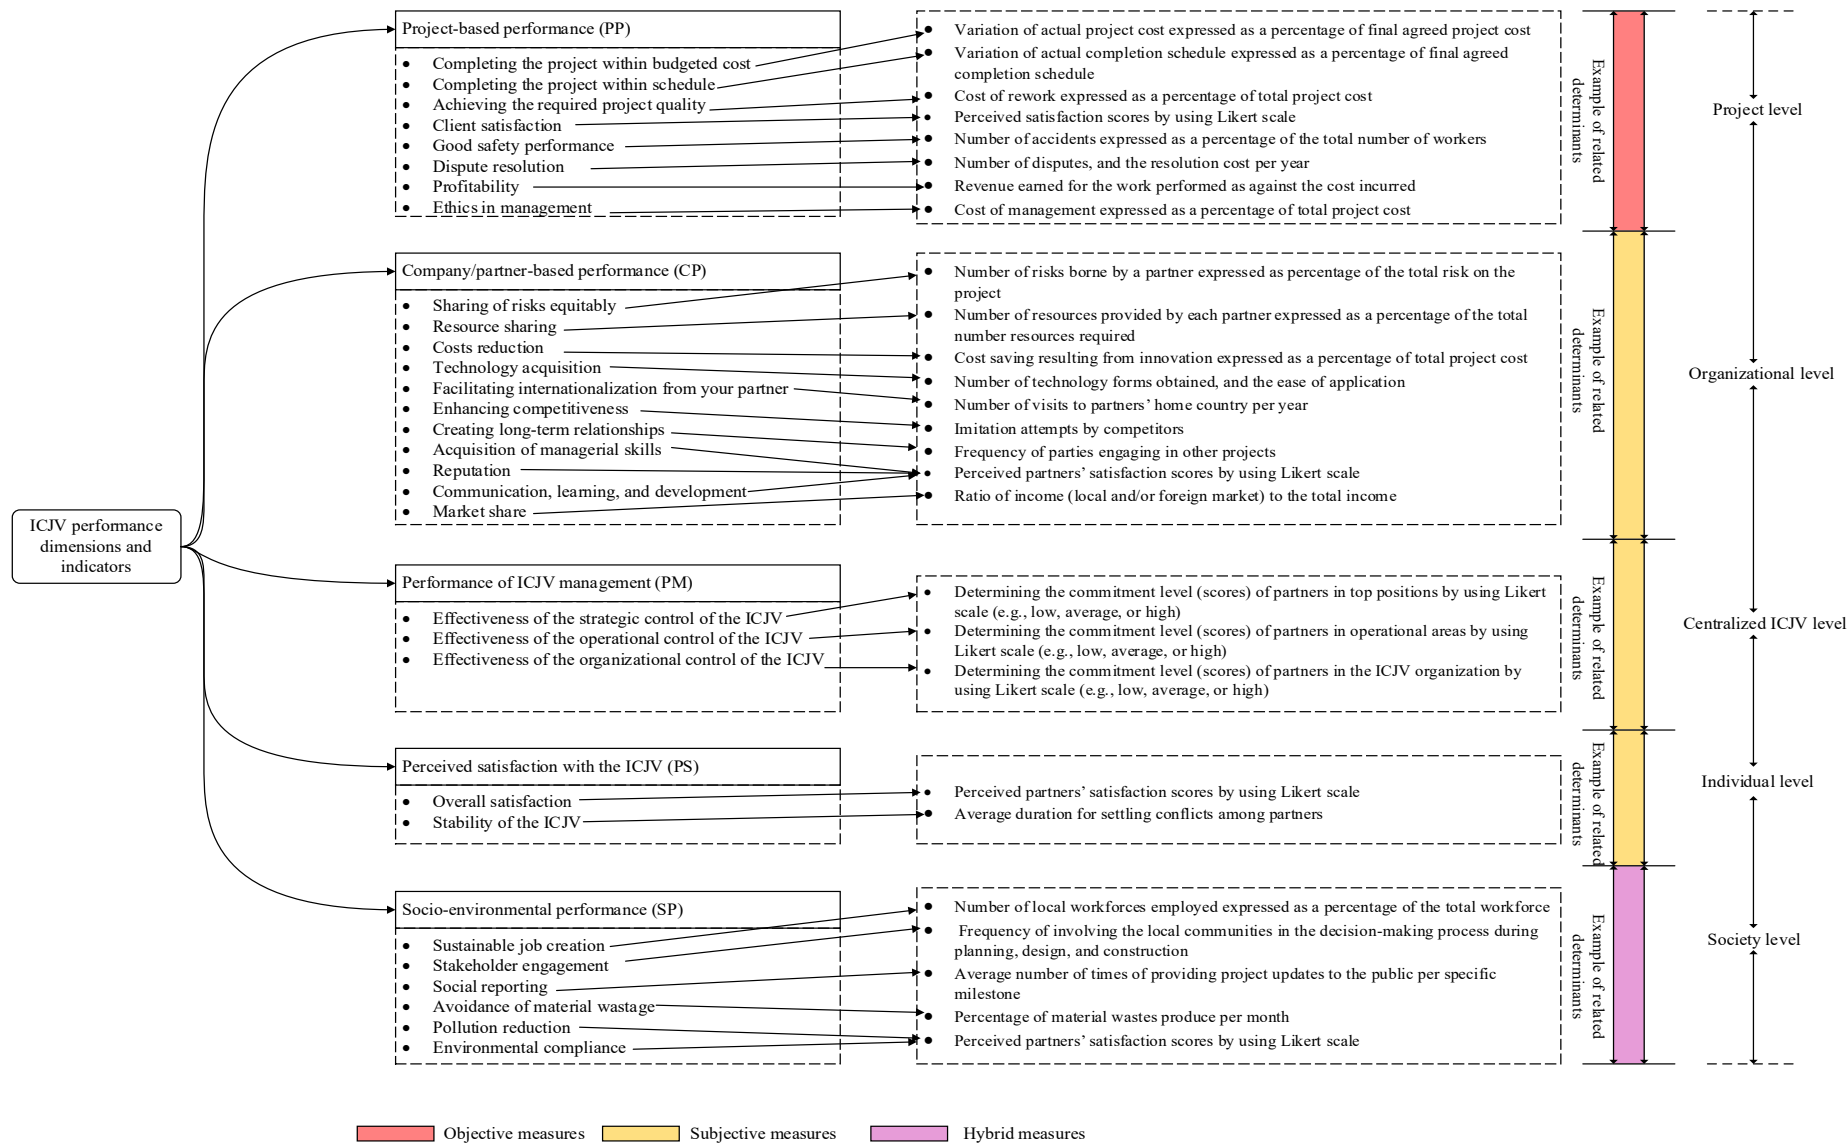 ICJV performance
dimensions and
indicators
Project-based performance (PP)
• Completing the project within budgeted cost
• Completing the project within schedule
• Achieving the required project quality
• Client satisfaction
• Good safety performance
• Dispute resolution
• Profitability
• Ethics in management
• Variation of actual project cost expressed as a percentage of final agreed project cost
• Variation of actual completion schedule expressed as a percentage of final agreed
completion schedule
• Cost of rework expressed as a percentage of total project cost
• Perceived satisfaction scores by using Likert scale
• Number of accidents expressed as a percentage of the total number of workers
• Number of disputes, and the resolution cost per year
• Revenue earned for the work performed as against the cost incurred
• Cost of management expressed as a percentage of total project cost
Example of related
determinants
Project level
Company/partner-based performance (CP)
• Sharing of risks equitably
• Resource sharing
• Costs reduction
• Technology acquisition
• Facilitating internationalization from your partner
• Enhancing competitiveness
• Creating long-term relationships
• Acquisition of managerial skills
• Reputation
• Communication, learning, and development
• Market share
• Number of risks borne by a partner expressed as percentage of the total risk on the
project
• Number of resources provided by each partner expressed as a percentage of the total
number resources required
• Cost saving resulting from innovation expressed as a percentage of total project cost
• Number of technology forms obtained, and the ease of application
• Number of visits to partners’ home country per year
• Imitation attempts by competitors
• Frequency of parties engaging in other projects
• Perceived partners’ satisfaction scores by using Likert scale
• Ratio of income (local and/or foreign market) to the total income
Example of related
determinants
Organizational level
Performance of ICJV management (PM)
• Effectiveness of the strategic control of the ICJV
• Effectiveness of the operational control of the ICJV
• Effectiveness of the organizational control of the ICJV
• Determining the commitment level (scores) of partners in top positions by using Likert
scale (e.g., low, average, or high)
• Determining the commitment level (scores) of partners in operational areas by using
Likert scale (e.g., low, average, or high)
• Determining the commitment level (scores) of partners in the ICJV organization by
using Likert scale (e.g., low, average, or high)
Example of related
determinants
Centralized ICJV level
Perceived satisfaction with the ICJV (PS)
• Overall satisfaction
• Stability of the ICJV
• Perceived partners’ satisfaction scores by using Likert scale
• Average duration for settling conflicts among partners
Example of related
determinants
Individual level
Socio-environmental performance (SP)
• Sustainable job creation
• Stakeholder engagement
• Social reporting
• Avoidance of material wastage
• Pollution reduction
• Environmental compliance
• Number of local workforces employed expressed as a percentage of the total workforce
• Frequency of involving the local communities in the decision-making process during
planning, design, and construction
• Average number of times of providing project updates to the public per specific
milestone
• Percentage of material wastes produce per month
• Perceived partners’ satisfaction scores by using Likert scale
Example of related
determinants
Society level
Objective measures
Subjective measures
Hybrid measures